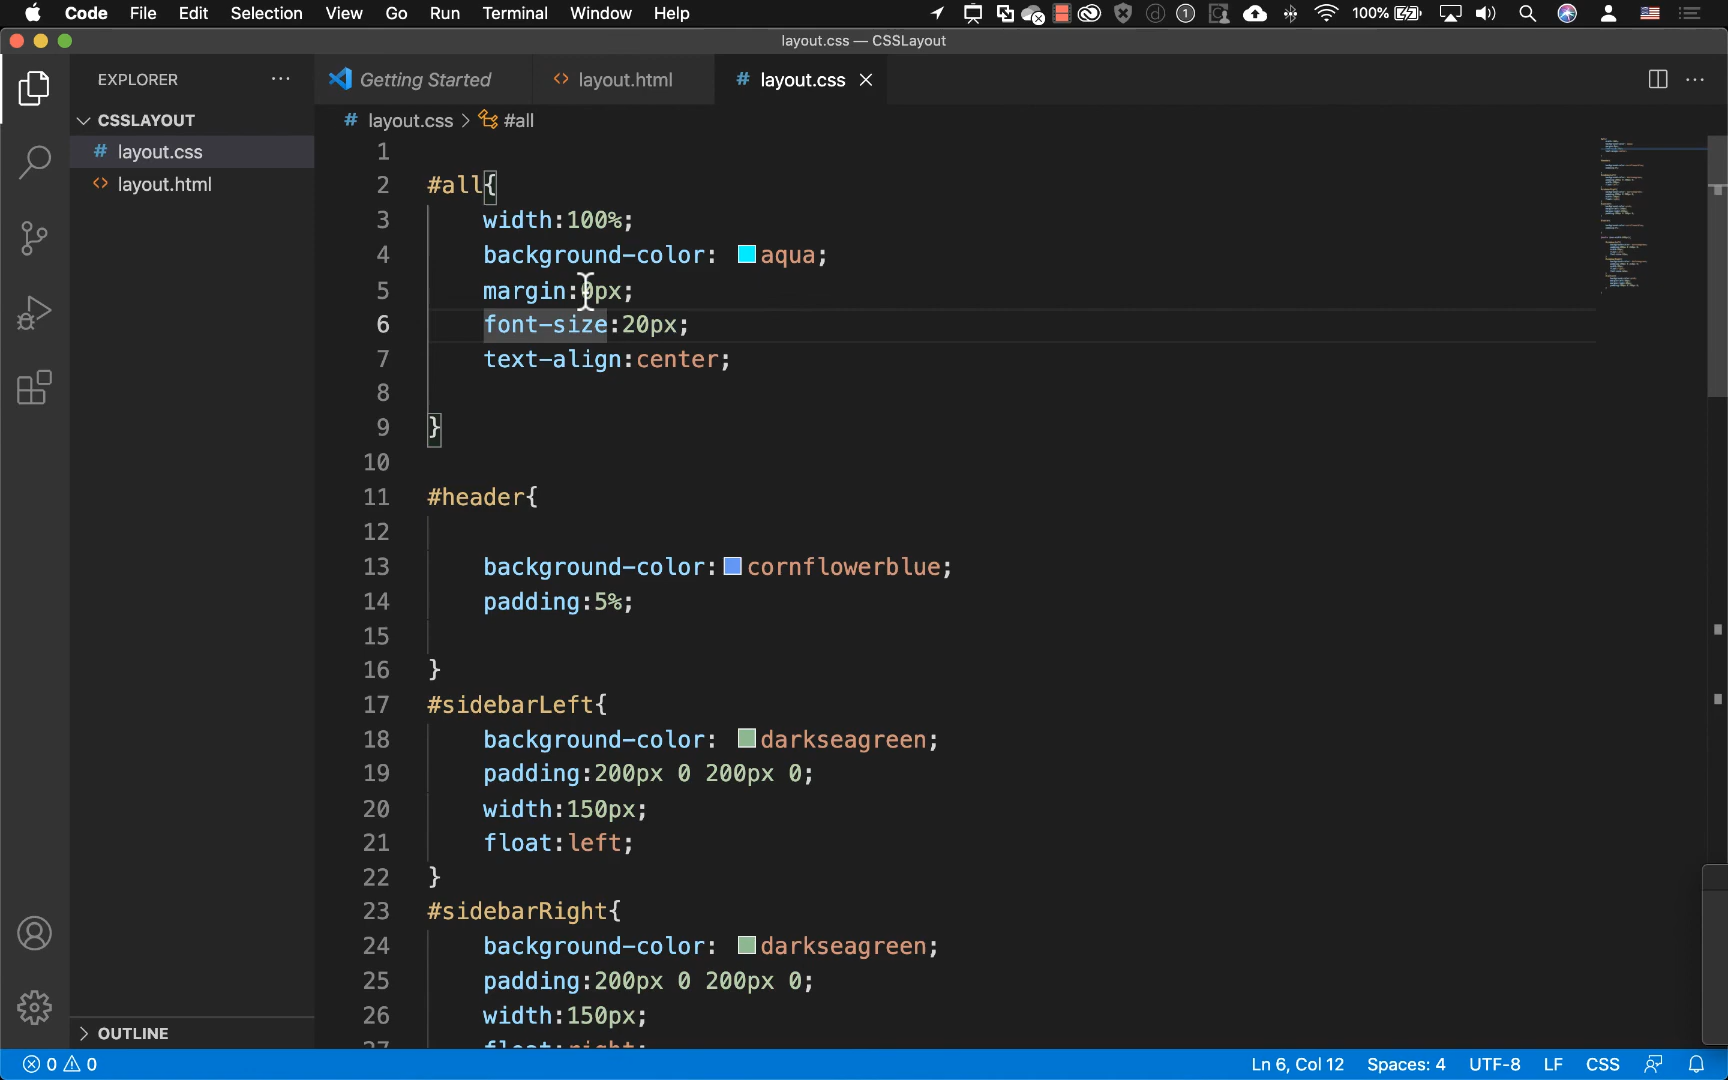 Code File Edit Selection View Go Run Terminal Window Help 100%
layout.css — CSSLayout
EXPLORER
Getting Started
layout.html
# layout.css
CSSLAYOUT
# layout.css
layout.html
# layout.css > #all
1
2 #all{
3 width:100%;
4 background-color: aqua;
5 margin:0px;
6 font-size:20px;
7 text-align:center;
8
9 }
10
11 #header{
12
13 background-color:cornflowerblue;
14 padding:5%;
15
16 }
17 #sidebarLeft{
18 background-color: darkseagreen;
19 padding:200px 0 200px 0;
20 width:150px;
21 float:left;
22 }
23 #sidebarRight{
24 background-color: darkseagreen;
25 padding:200px 0 200px 0;
26 width:150px;
27 float:right;
OUTLINE
0 0
Ln 6, Col 12 Spaces: 4 UTF-8 LF CSS